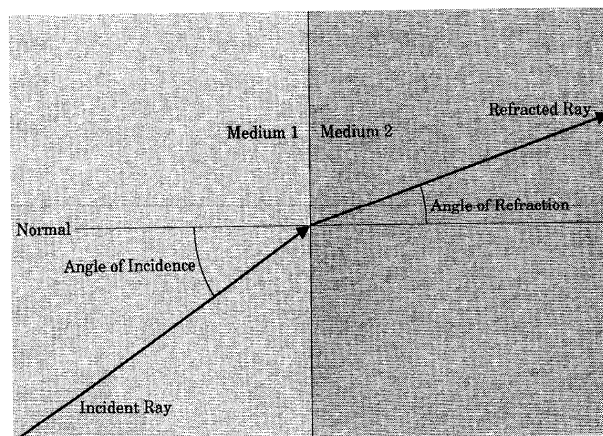 Refracted Ray
Medium 1
Medium 2
Angle of Refraction
Normal
Angle of Incidence
Incident Ray